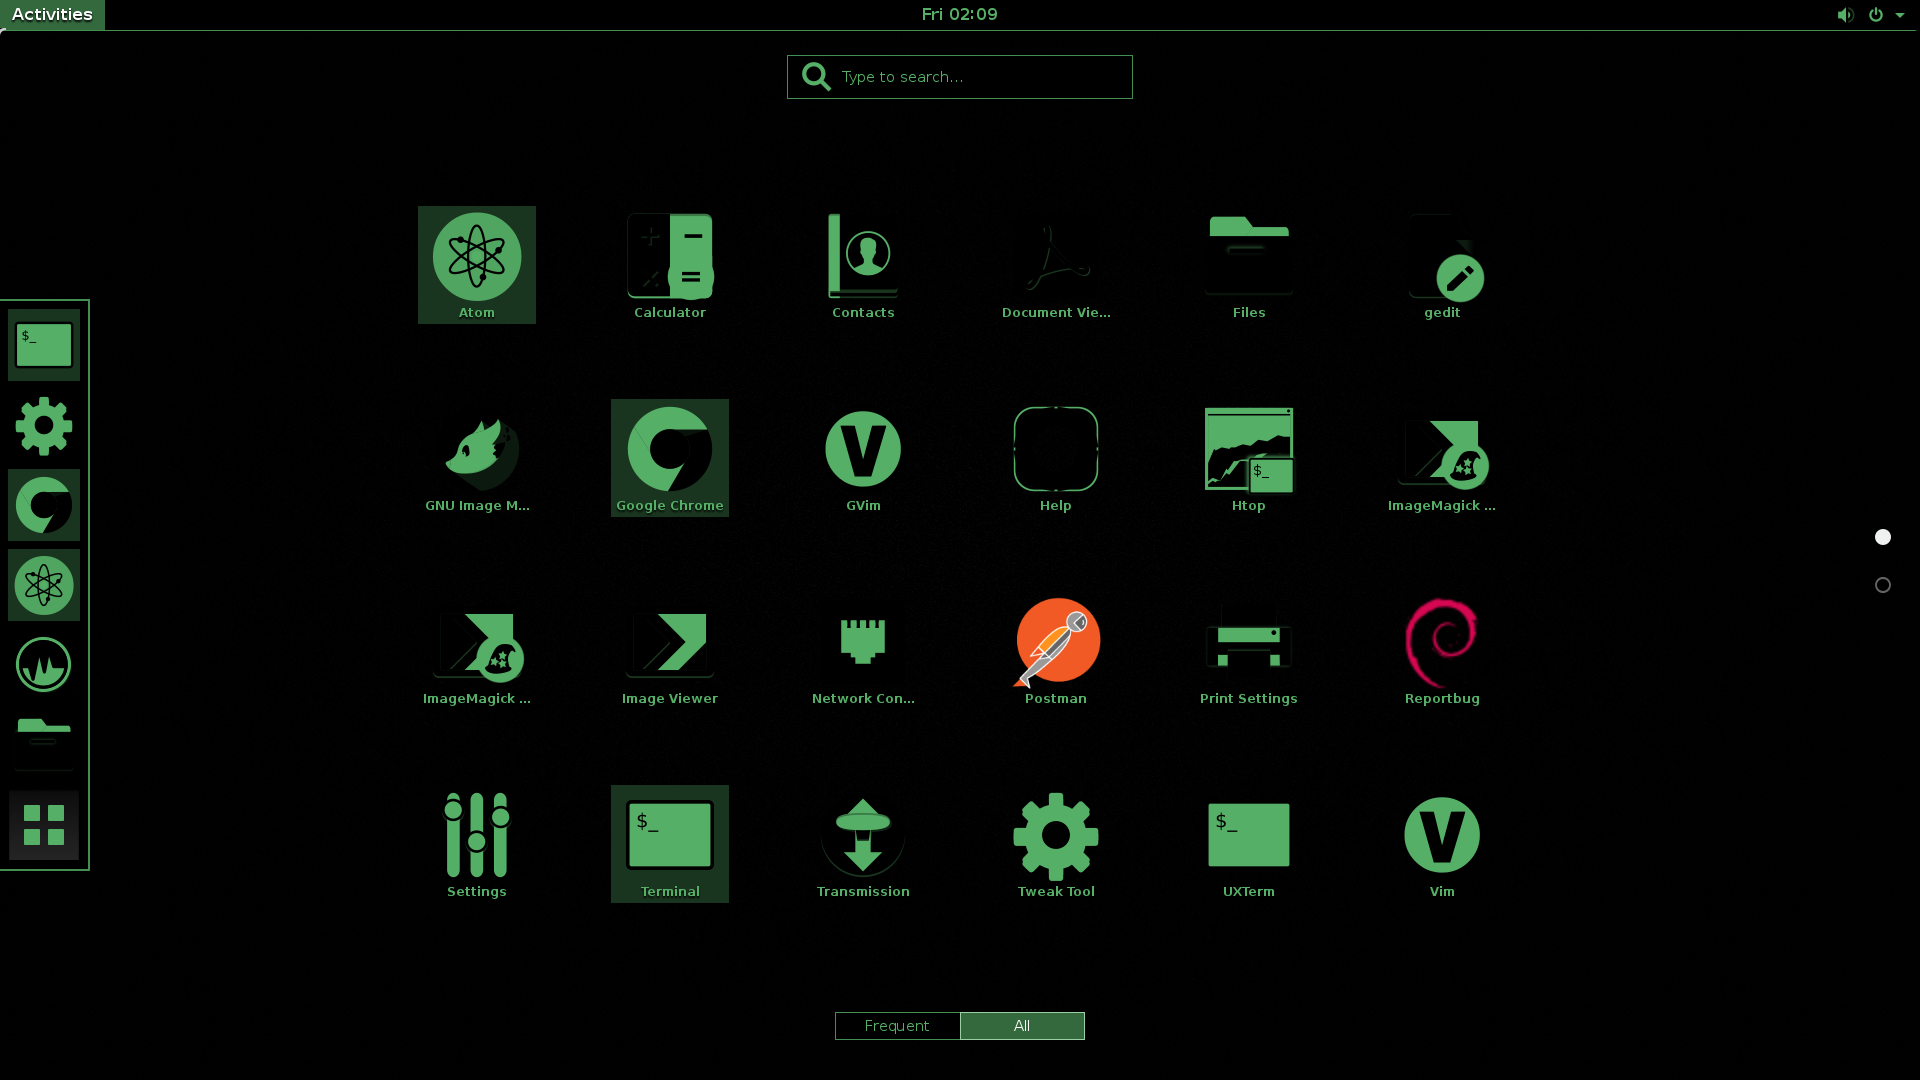 Activities
Fri 02:09
Type to search...
Atom
Calculator
Contacts
Document Vie...
Files
gedit
$_
GNU Image M...
Google Chrome
GVim
Help
$_
Htop
ImageMagick ...
ImageMagick ...
Image Viewer
Network Con...
Postman
Print Settings
Reportbug
Settings
$_
Terminal
Transmission
Tweak Tool
$_
UXTerm
Vim
Frequent
All